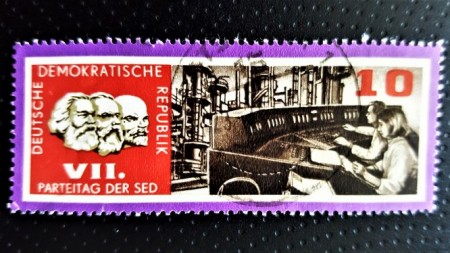 DEUTSCHE
DEMOKRATISCHE
REPUBLIK
VII.
PARTEITAG DER SED
10